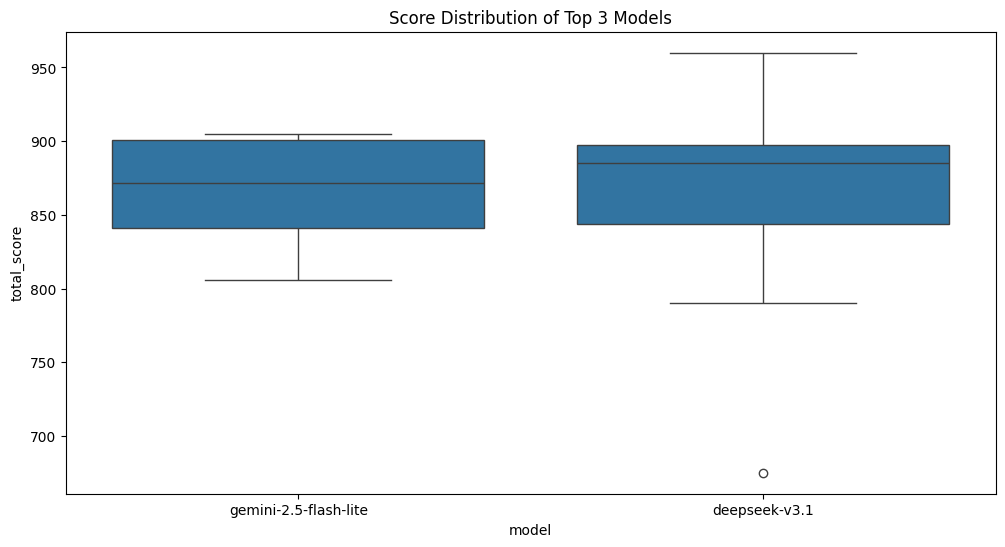 Score Distribution of Top 3 Models
total_score
950
900
850
800
750
700
gemini-2.5-flash-lite
deepseek-v3.1
model